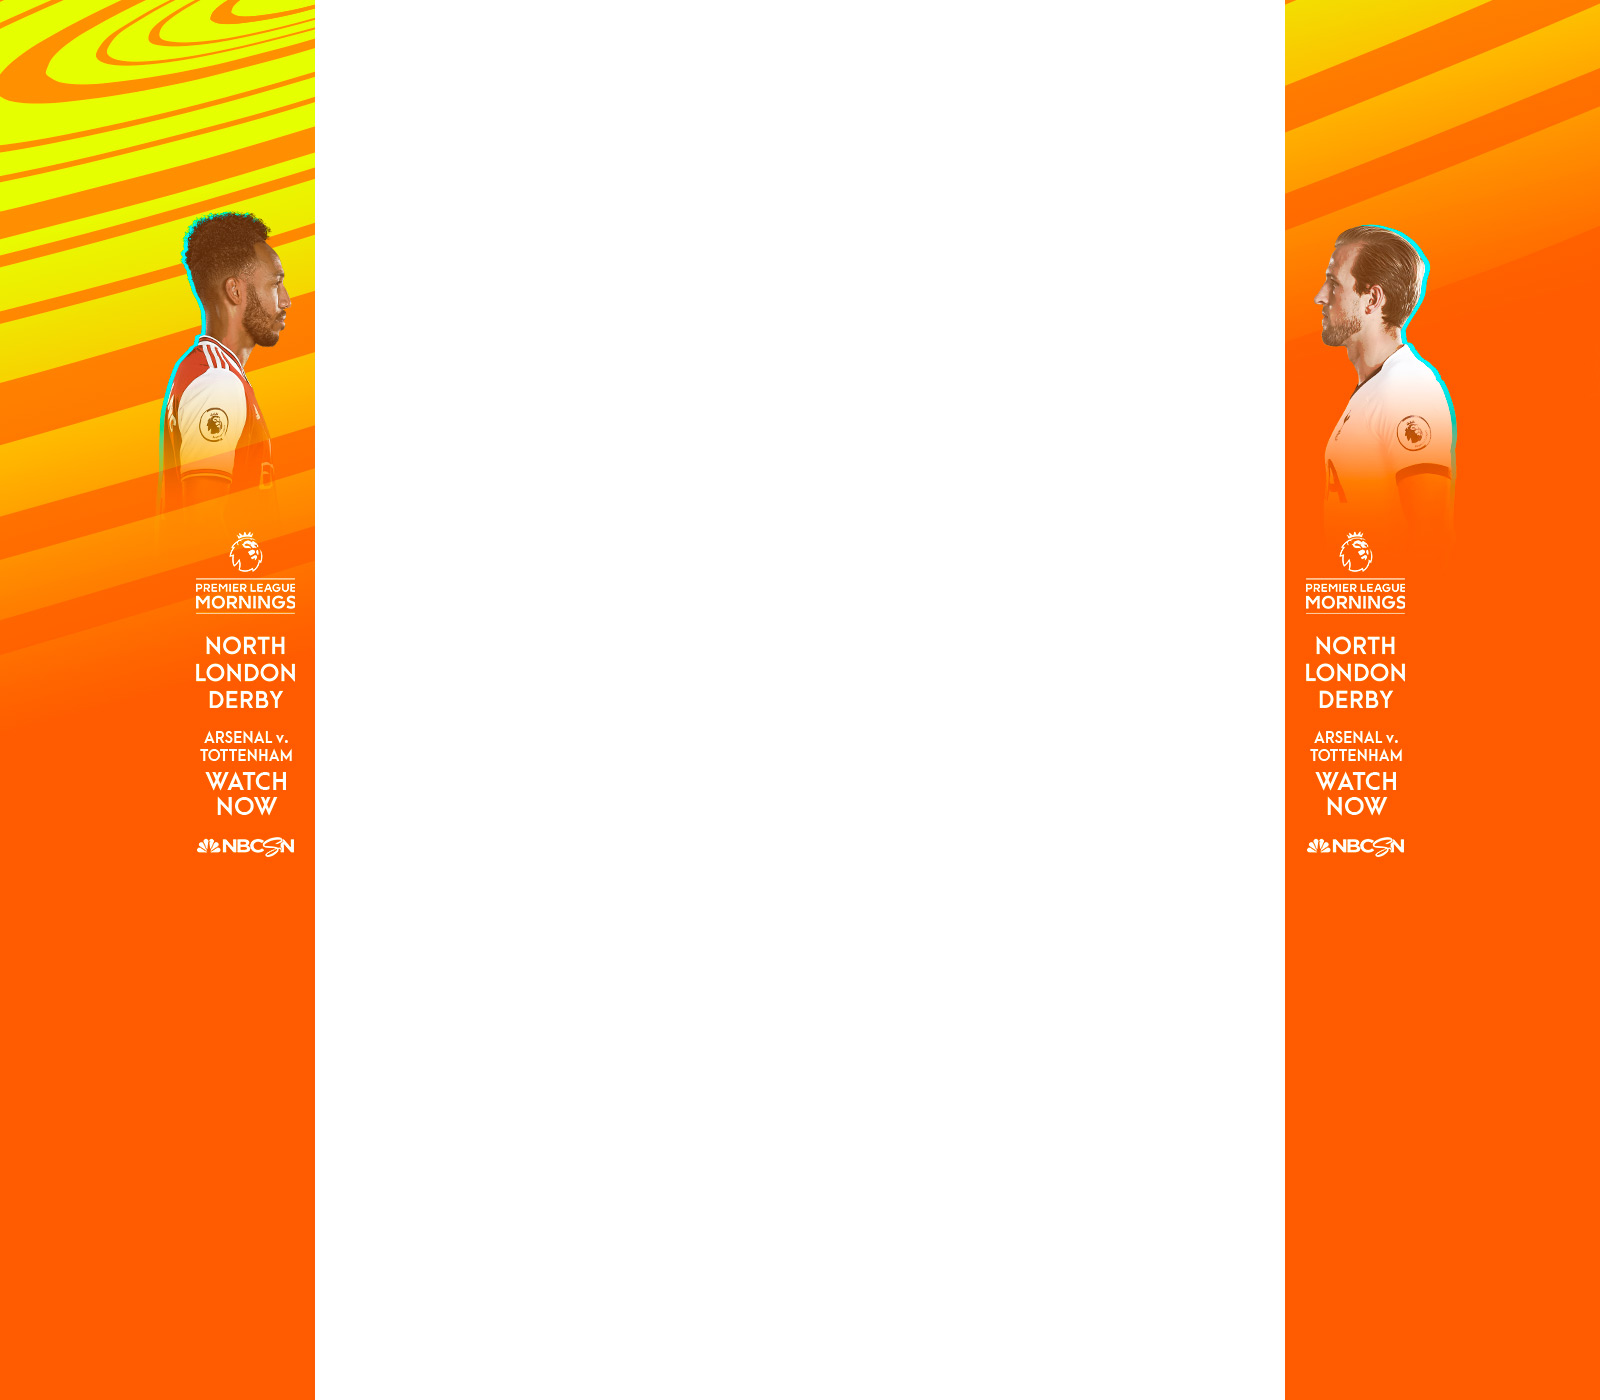 PREMIER LEAGUE
MORNINGS
NORTH
LONDON
DERBY
ARSENAL v.
TOTTENHAM
WATCH
NOW
NBCSN
PREMIER LEAGUE
MORNINGS
NORTH
LONDON
DERBY
ARSENAL v.
TOTTENHAM
WATCH
NOW
NBCSN